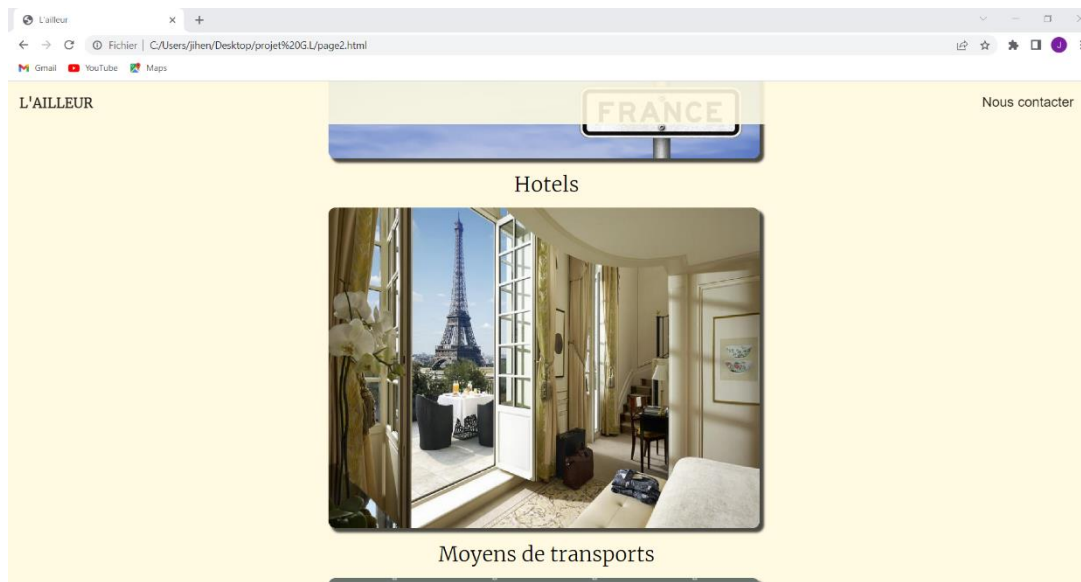 L'ailleur
Fichier C:/Users/jihen/Desktop/projet%20G.L/page2.html
J
Gmail YouTube Maps
L'AILLEUR
Nous contacter
FRANCE
Hotels
Moyens de transports